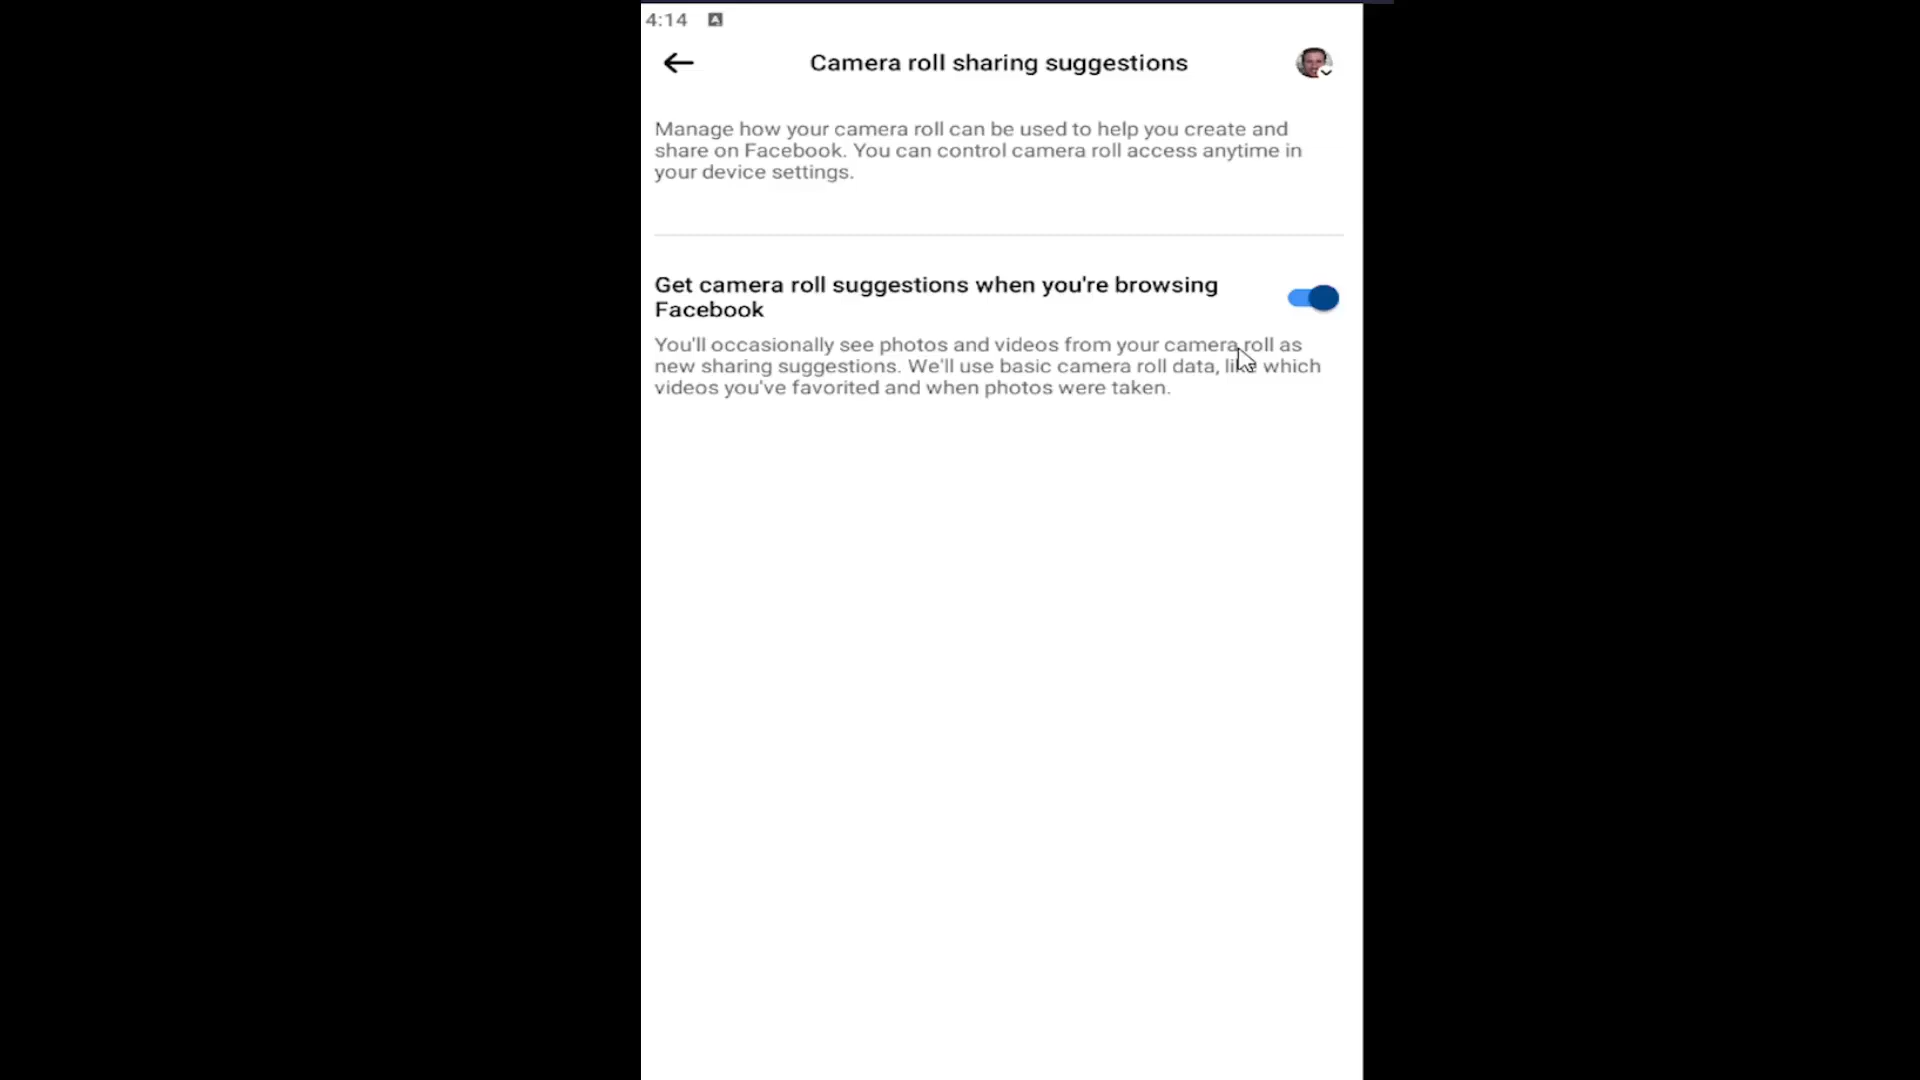 4:14 A
Camera roll sharing suggestions
Manage how your camera roll can be used to help you create and
share on Facebook. You can control camera roll access anytime in
your device settings.
Get camera roll suggestions when you're browsing
Facebook
You'll occasionally see photos and videos from your camera roll as
new sharing suggestions. We'll use basic camera roll data, like which
videos you've favorited and when photos were taken.